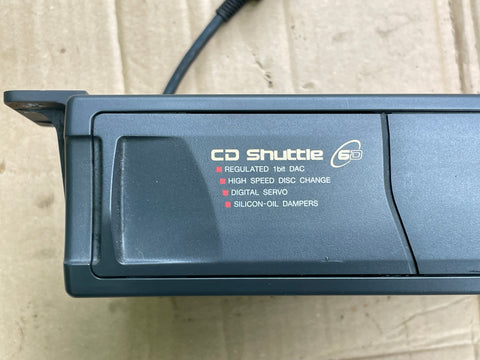 CD Shuttle 6D
REGULATED 1bit DAC
HIGH SPEED DISC CHANGE
DIGITAL SERVO
SILICON-OIL DAMPERS